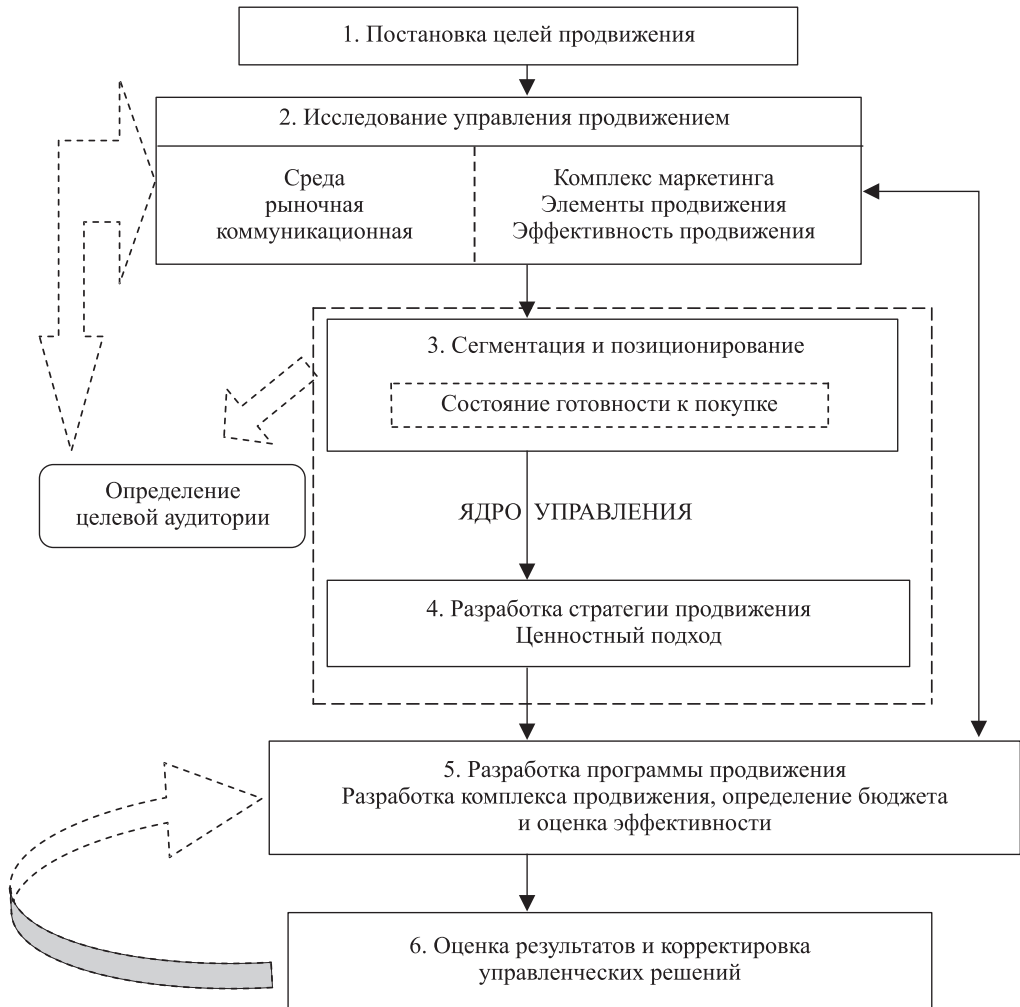 1. Постановка целей продвижения
2. Исследование управления продвижением
Среда
рыночная
коммуникационная
Комплекс маркетинга
Элементы продвижения
Эффективность продвижения
3. Сегментация и позиционирование
Состояние готовности к покупке
Определение
целевой аудитории
ЯДРО УПРАВЛЕНИЯ
4. Разработка стратегии продвижения
Ценностный подход
5. Разработка программы продвижения
Разработка комплекса продвижения, определение бюджета
и оценка эффективности
6. Оценка результатов и корректировка
управленческих решений